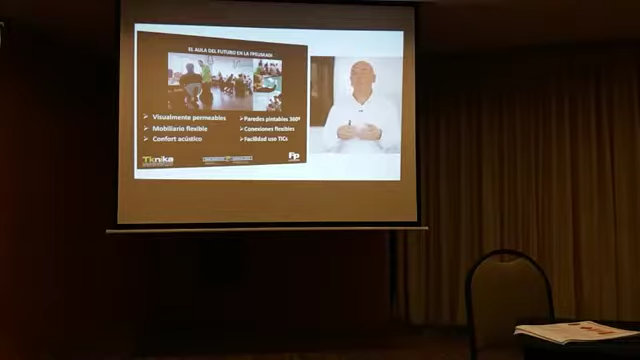 EL AULA DEL FUTURO EN LA FPEUSKADI
➢ Visualmente permeables
➢ Mobiliario flexible
➢ Confort acústico
➢ Paredes pintables 360º
➢ Conexiones flexibles
➢ Facilidad uso TICs
Tknika
Fp